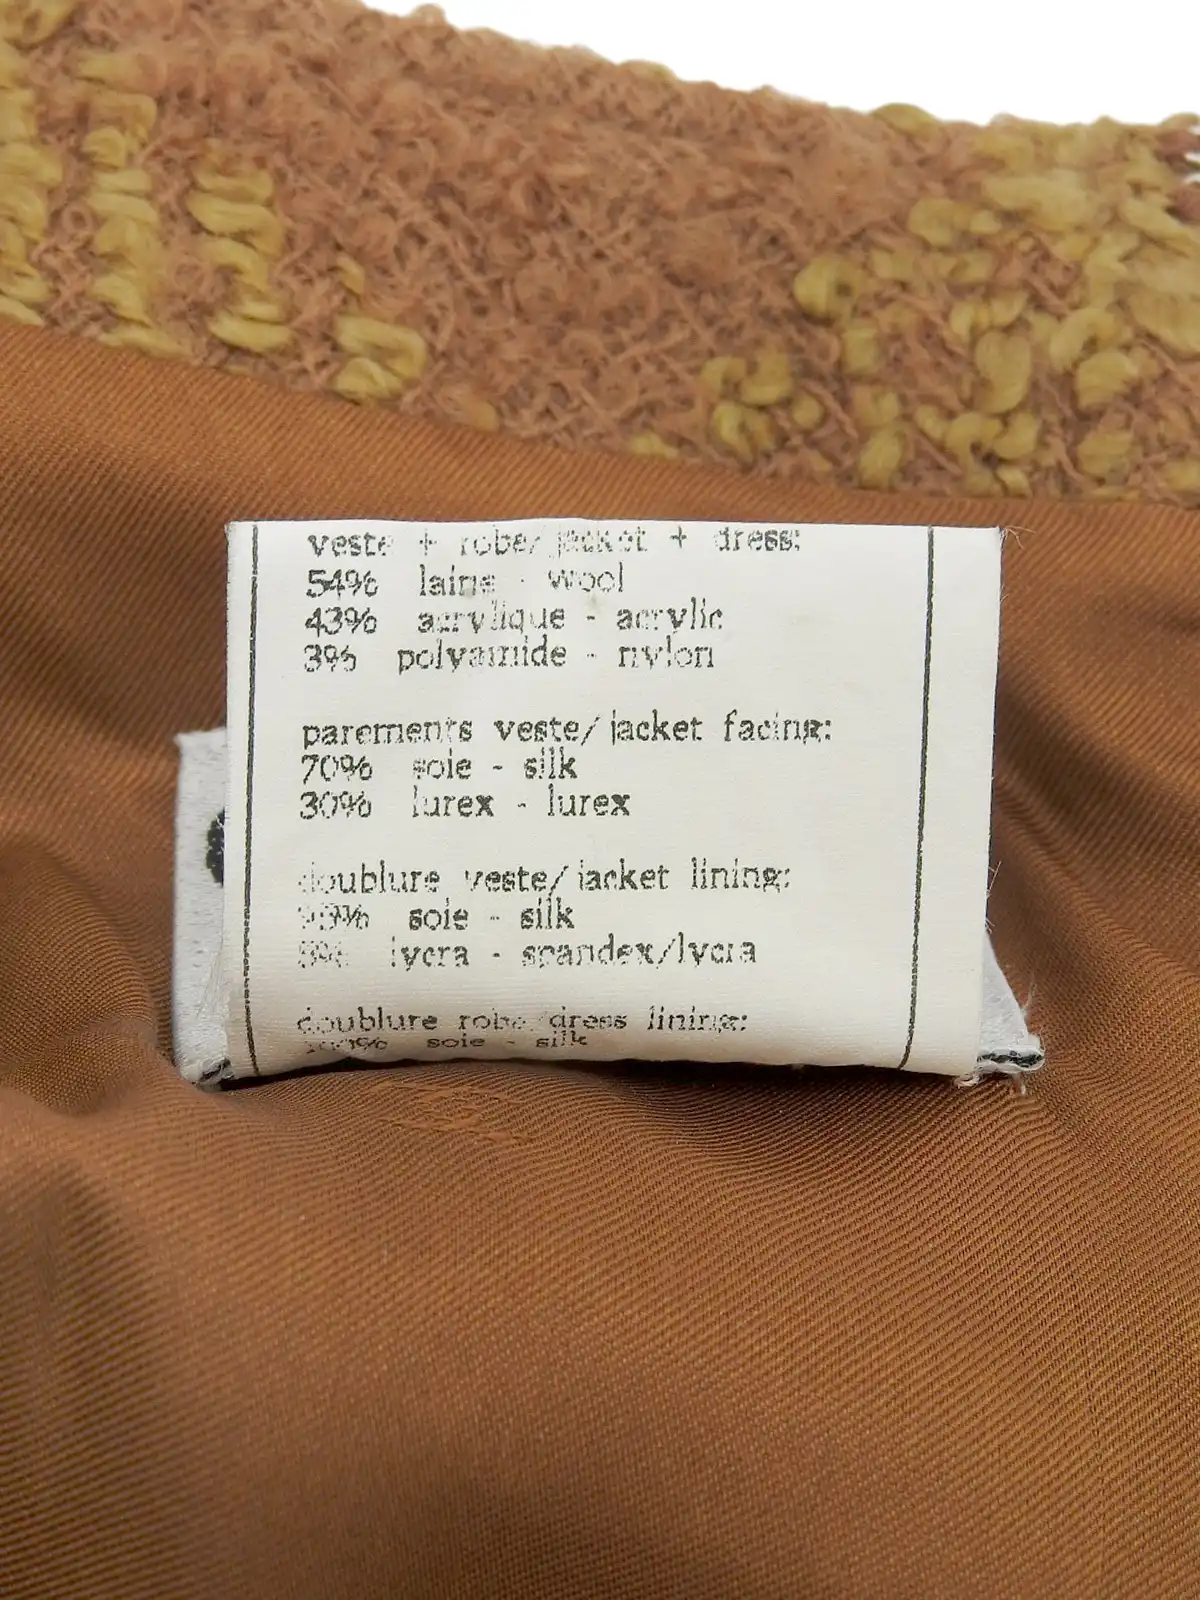 veste + robe/jacket + dress:
54% laine - wool
43% acrylique - acrylic
3% polyamide - nylon
parements veste/jacket facing:
70% soie - silk
30% lurex - lurex
doublure veste/jacket lining:
soie - silk
lycra - spandex/lycra
doublure robe/dress lining:
100% soie - silk